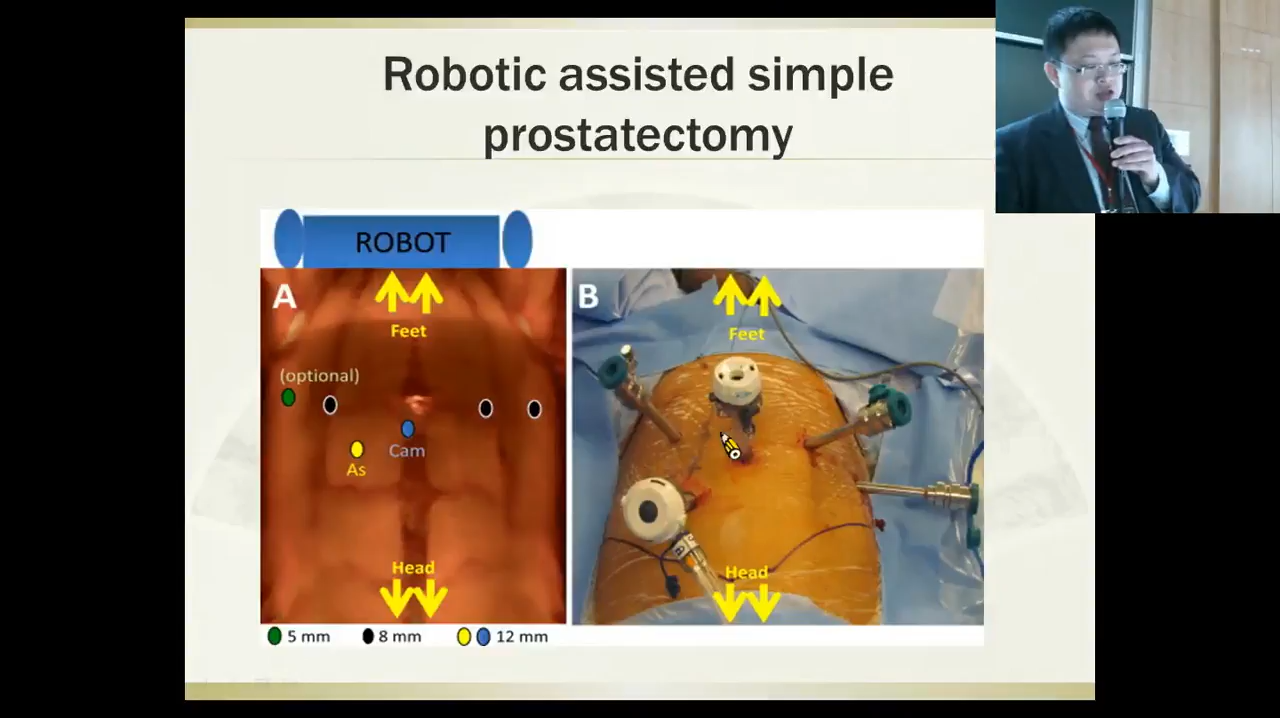 Robotic assisted simple
prostatectomy
ROBOT
A
Feet
(optional)
As
Cam
Head
5 mm
8 mm
12 mm
B
Feet
Head